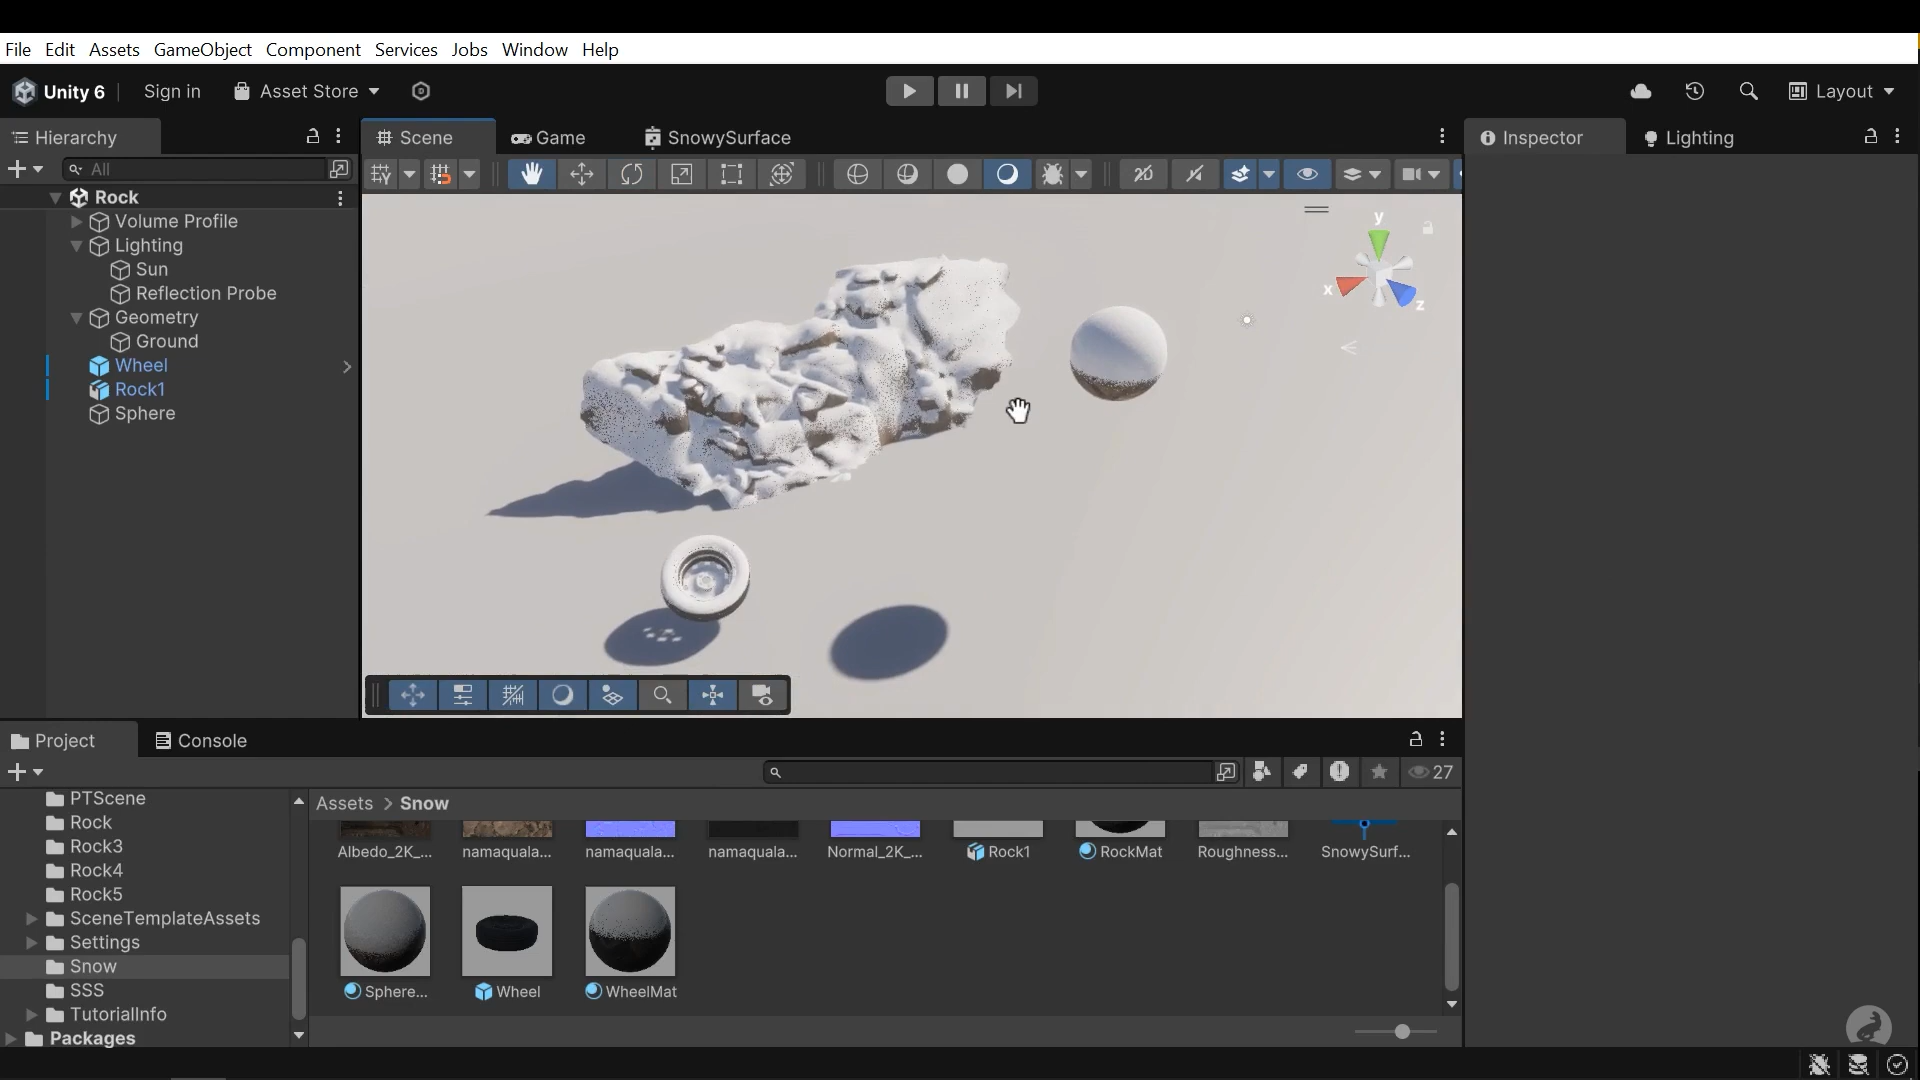 File Edit Assets GameObject Component Services Jobs Window Help
Unity 6 Sign in Asset Store Layout
Hierarchy Scene Game SnowySurface Inspector Lighting
All
2D
Rock
Volume Profile
Lighting
Sun
Reflection Probe
Geometry
Ground
Wheel
Rock1
Sphere
y
x
z
Project Console
27
PTScene
Rock
Rock3
Rock4
Rock5
SceneTemplateAssets
Settings
Snow
SSS
TutorialInfo
Packages
Assets > Snow
Albedo_2K_... namaquala... namaquala... namaquala... Normal_2K_... Rock1 RockMat Roughness... SnowySurf...
Sphere... Wheel WheelMat